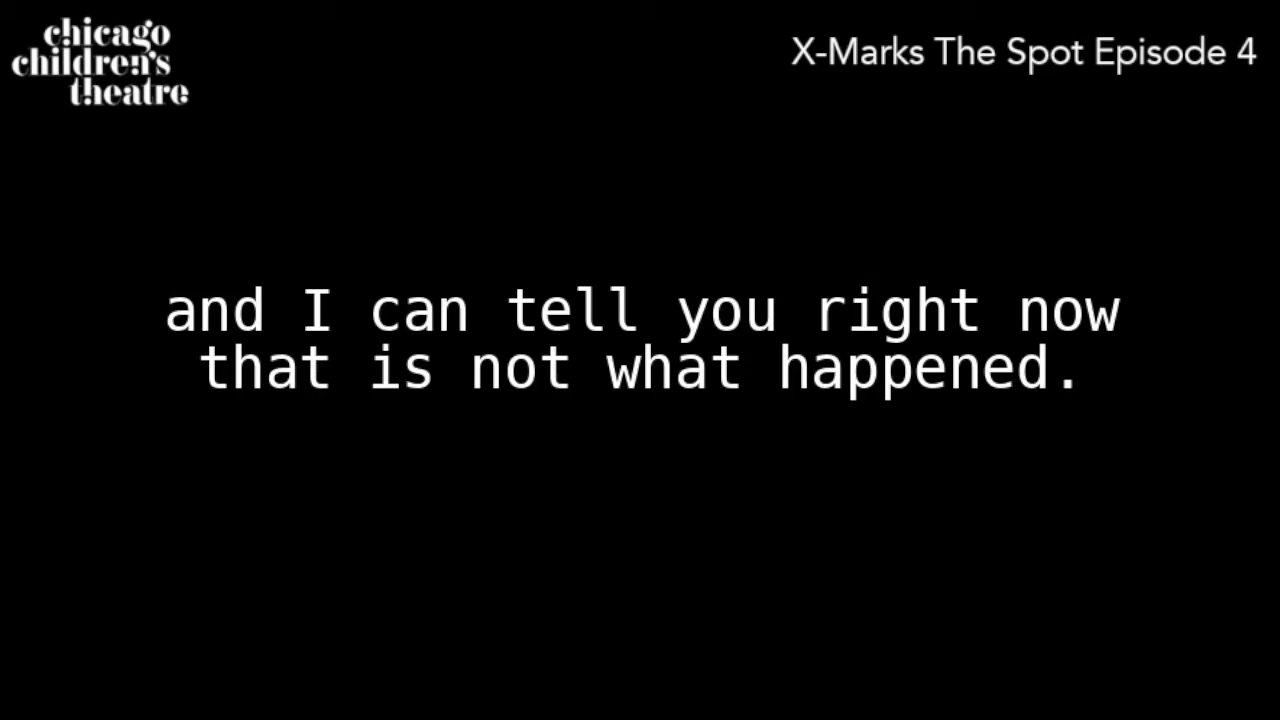 chicago
children's
theatre
X-Marks The Spot Episode 4
and I can tell you right now
that is not what happened.